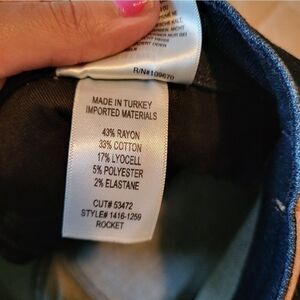 YOU
RN#109670
MADE IN TURKEY
IMPORTED MATERIALS
43% RAYON
33% COTTON
17% LYOCELL
5% POLYESTER
2% ELASTANE
CUT# 53472
STYLE# 1416-1259
ROCKET